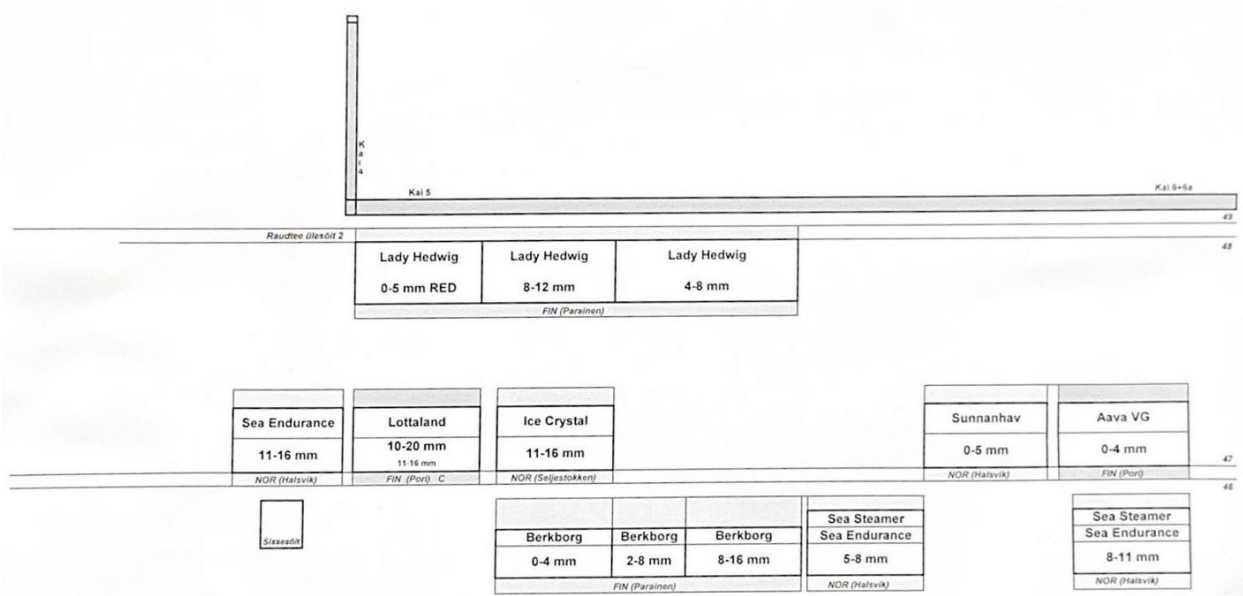 Kai 4
Kai 5
Kai 6+6a
49
Raudtee ülesõit 2
48
Lady Hedwig
0-5 mm RED
Lady Hedwig
8-12 mm
Lady Hedwig
4-8 mm
FIN (Parainen)
Sea Endurance
11-16 mm
NOR (Halsvik)
Lottaland
10-20 mm
11-16 mm
FIN (Pori) C
Ice Crystal
11-16 mm
NOR (Seljestokken)
Sunnanhav
0-5 mm
NOR (Halsvik)
Aava VG
0-4 mm
FIN (Pori)
47
46
Sissesõit
Berkborg
0-4 mm
Berkborg
2-8 mm
Berkborg
8-16 mm
FIN (Parainen)
Sea Steamer
Sea Endurance
5-8 mm
NOR (Halsvik)
Sea Steamer
Sea Endurance
8-11 mm
NOR (Halsvik)